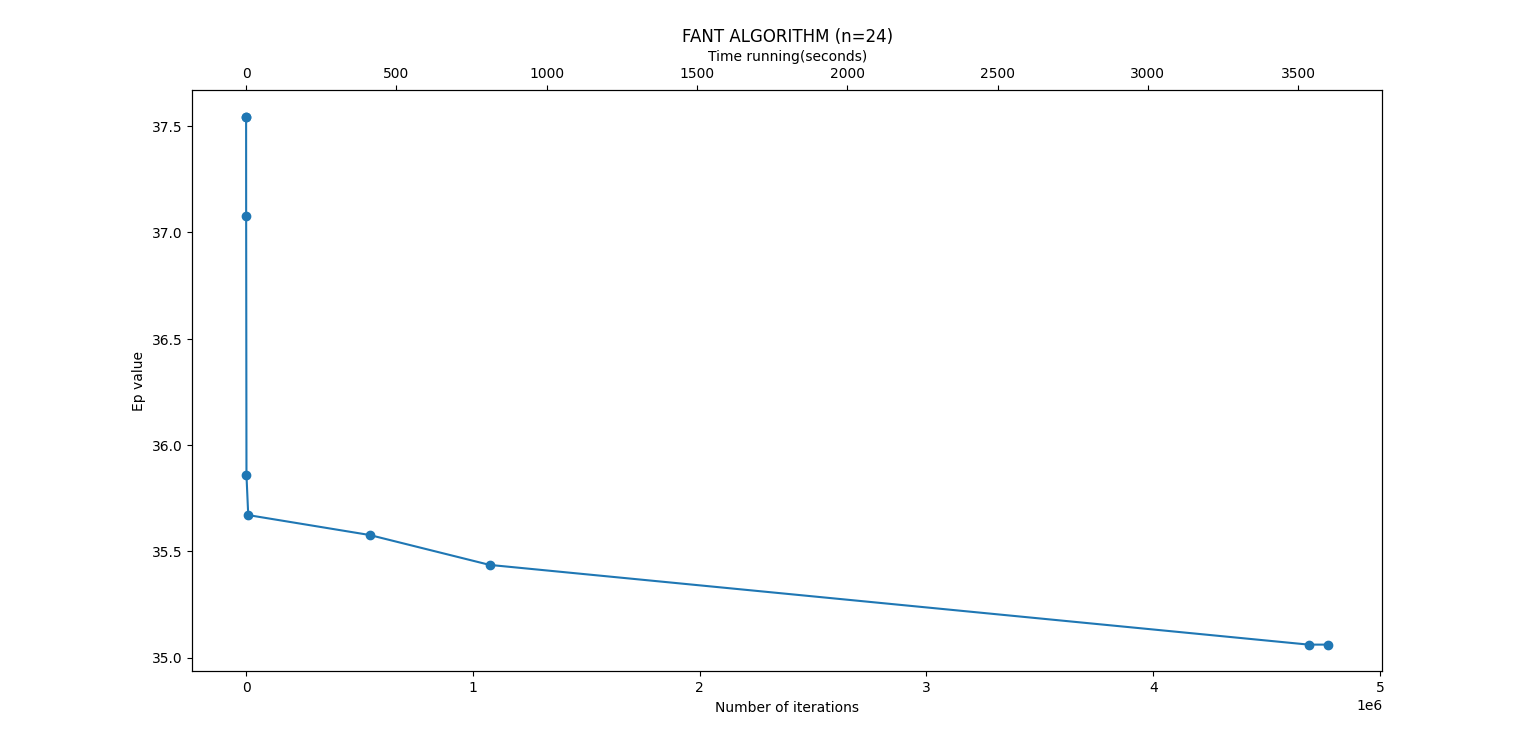 FANT ALGORITHM (n=24)
Time running(seconds)
0 500 1000 1500 2000 2500 3000 3500
37.5
37.0
36.5
36.0
35.5
35.0
Ep value
0 1 2 3 4 5
1e6
Number of iterations